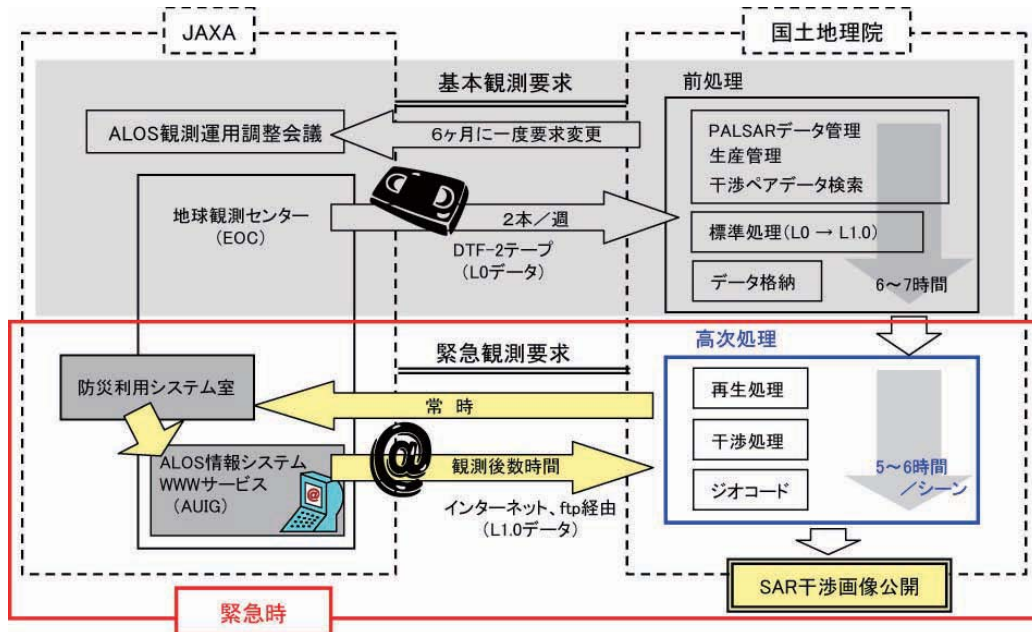 JAXA
国土地理院
基本観測要求
前処理
ALOS観測運用調整会議
6ヶ月に一度要求変更
PALSARデータ管理
生産管理
干渉ペアデータ検索
地球観測センター
(EOC)
2本／週
DTF-2テープ
(L0データ)
標準処理(L0 → L1.0)
データ格納
6～7時間
緊急観測要求
高次処理
防災利用システム室
常 時
再生処理
干渉処理
ジオコード
5～6時間
／シーン
ALOS情報システム
WWWサービス
(AUIG)
@
@
観測後数時間
インターネット、ftp経由
(L1.0データ)
SAR干渉画像公開
緊急時